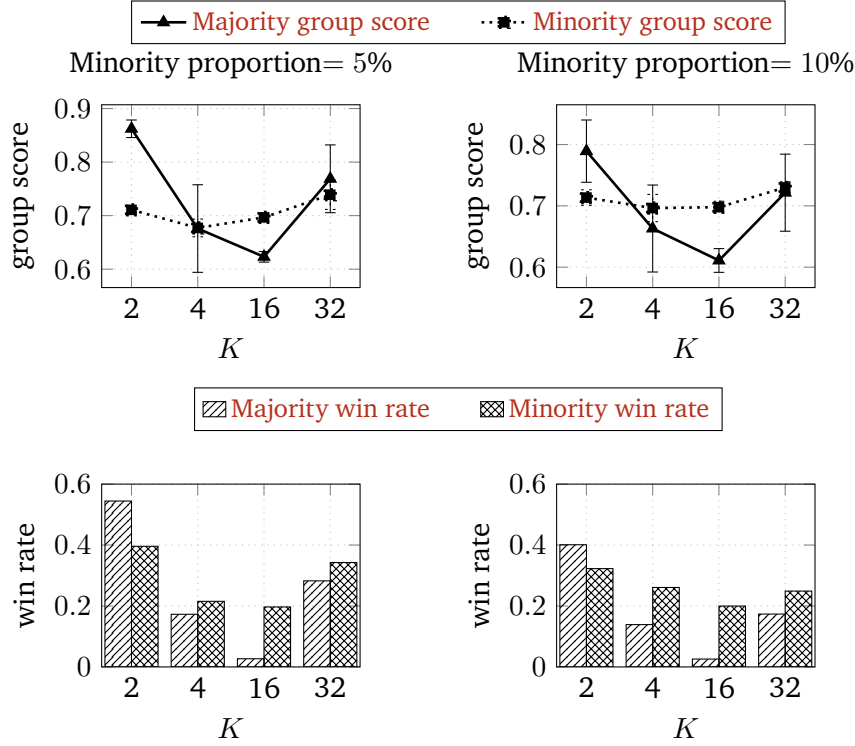 Majority group score Minority group score
Minority proportion= 5% Minority proportion= 10%
0.9
0.8
0.7
0.6
group score
2 4 16 32
K
0.8
0.7
0.6
group score
2 4 16 32
K
Majority win rate Minority win rate
0.6
0.4
0.2
0
win rate
2 4 16 32
K
0.6
0.4
0.2
0
win rate
2 4 16 32
K